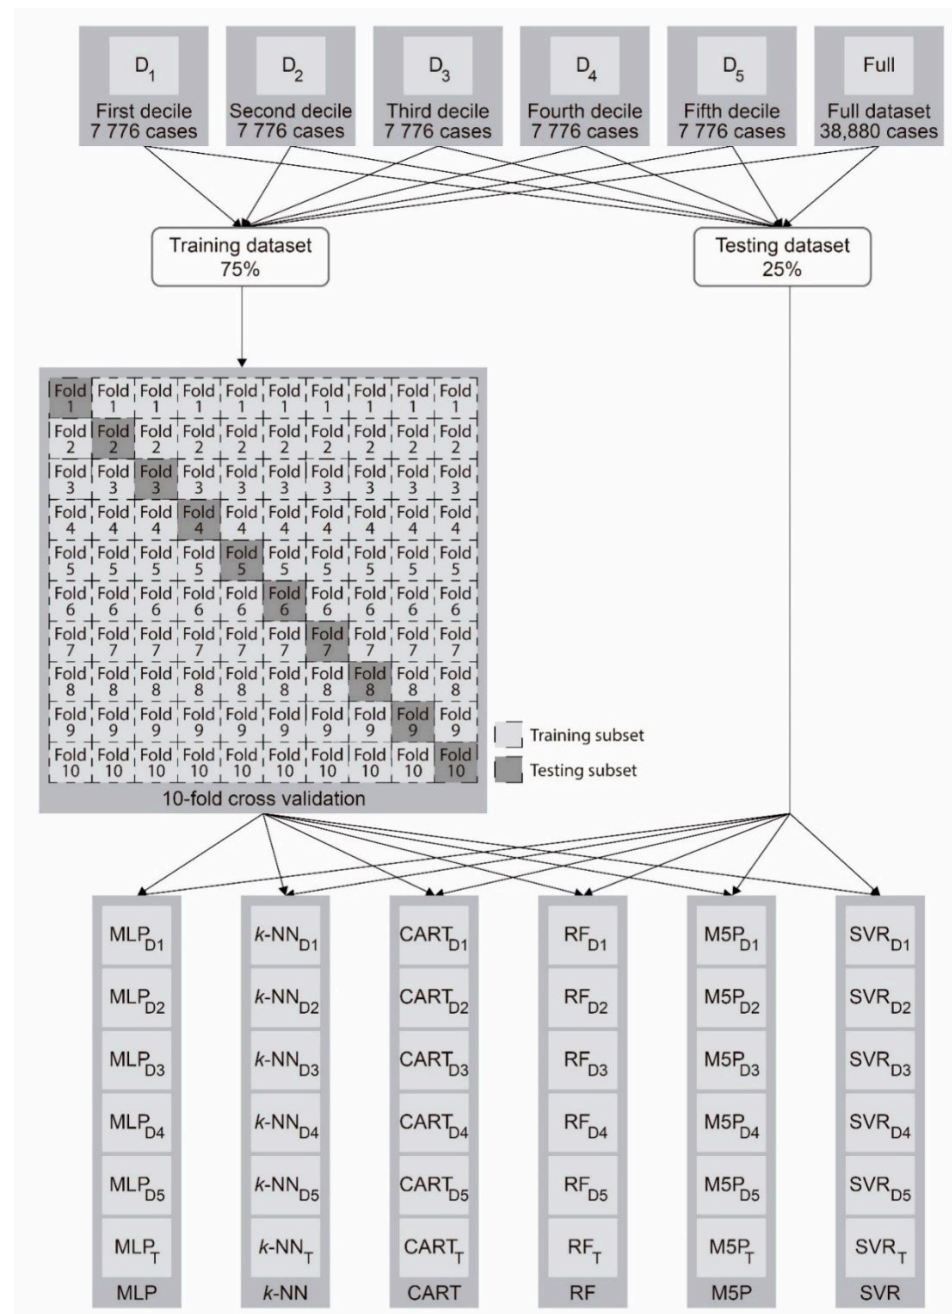 D1 D2 D3 D4 D5 Full
First decile Second decile Third decile Fourth decile Fifth decile Full dataset
7 776 cases 7 776 cases 7 776 cases 7 776 cases 7 776 cases 38,880 cases
Training dataset Testing dataset
75% 25%
Fold Fold Fold Fold Fold Fold Fold Fold Fold Fold
1 1 1 1 1 1 1 1 1 1
Fold Fold Fold Fold Fold Fold Fold Fold Fold Fold
2 2 2 2 2 2 2 2 2 2
Fold Fold Fold Fold Fold Fold Fold Fold Fold Fold
3 3 3 3 3 3 3 3 3 3
Fold Fold Fold Fold Fold Fold Fold Fold Fold Fold
4 4 4 4 4 4 4 4 4 4
Fold Fold Fold Fold Fold Fold Fold Fold Fold Fold
5 5 5 5 5 5 5 5 5 5
Fold Fold Fold Fold Fold Fold Fold Fold Fold Fold
6 6 6 6 6 6 6 6 6 6
Fold Fold Fold Fold Fold Fold Fold Fold Fold Fold
7 7 7 7 7 7 7 7 7 7
Fold Fold Fold Fold Fold Fold Fold Fold Fold Fold
8 8 8 8 8 8 8 8 8 8
Fold Fold Fold Fold Fold Fold Fold Fold Fold Fold
9 9 9 9 9 9 9 9 9 9
Fold Fold Fold Fold Fold Fold Fold Fold Fold Fold
10 10 10 10 10 10 10 10 10 10
Training subset
Testing subset
10-fold cross validation
MLPD1 k-NND1 CARTD1 RFD1 M5PD1 SVRD1
MLPD2 k-NND2 CARTD2 RFD2 M5PD2 SVRD2
MLPD3 k-NND3 CARTD3 RFD3 M5PD3 SVRD3
MLPD4 k-NND4 CARTD4 RFD4 M5PD4 SVRD4
MLPD5 k-NND5 CARTD5 RFD5 M5PD5 SVRD5
MLPT k-NNT CARTT RFT M5PT SVRT
MLP k-NN CART RF M5P SVR